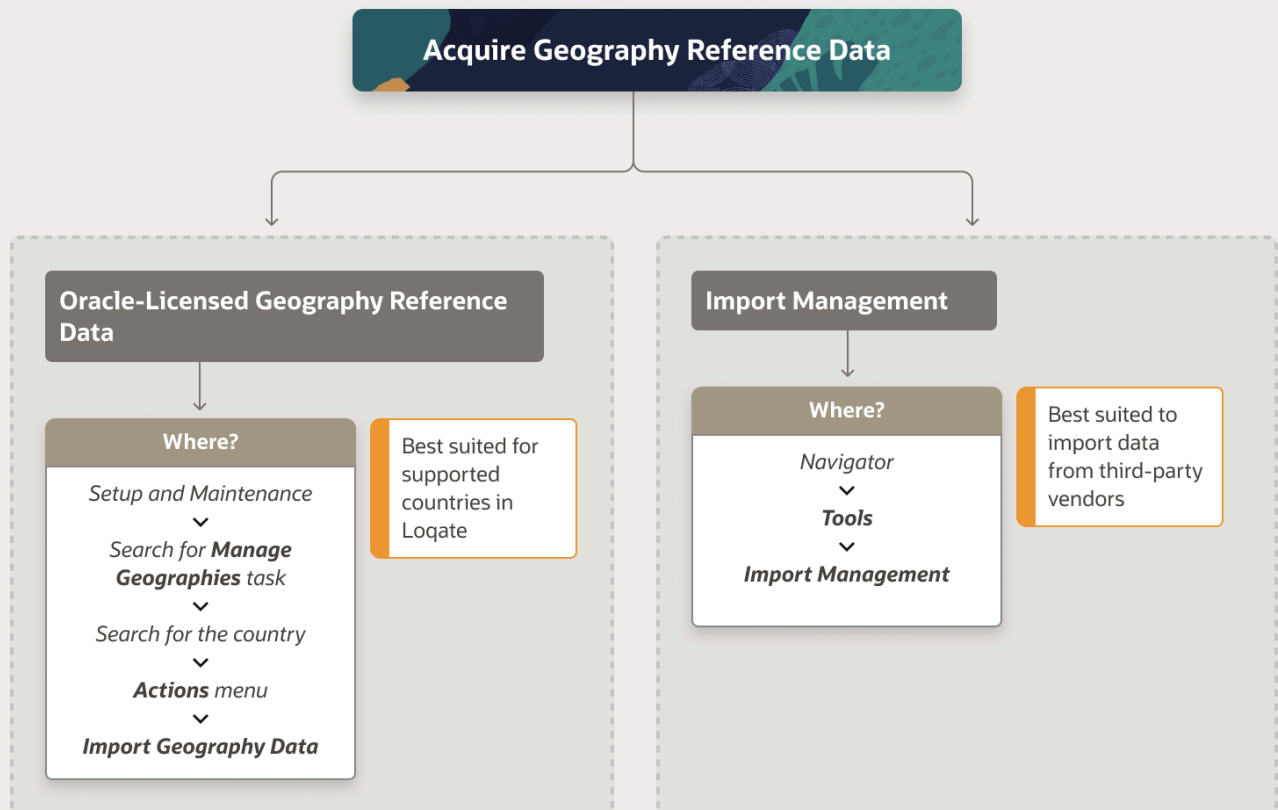 Acquire Geography Reference Data
Oracle-Licensed Geography Reference
Data
Where?
Setup and Maintenance
Search for Manage
Geographies task
Search for the country
Actions menu
Import Geography Data
Best suited for
supported
countries in
Loqate
Import Management
Where?
Navigator
Tools
Import Management
Best suited to
import data
from third-party
vendors